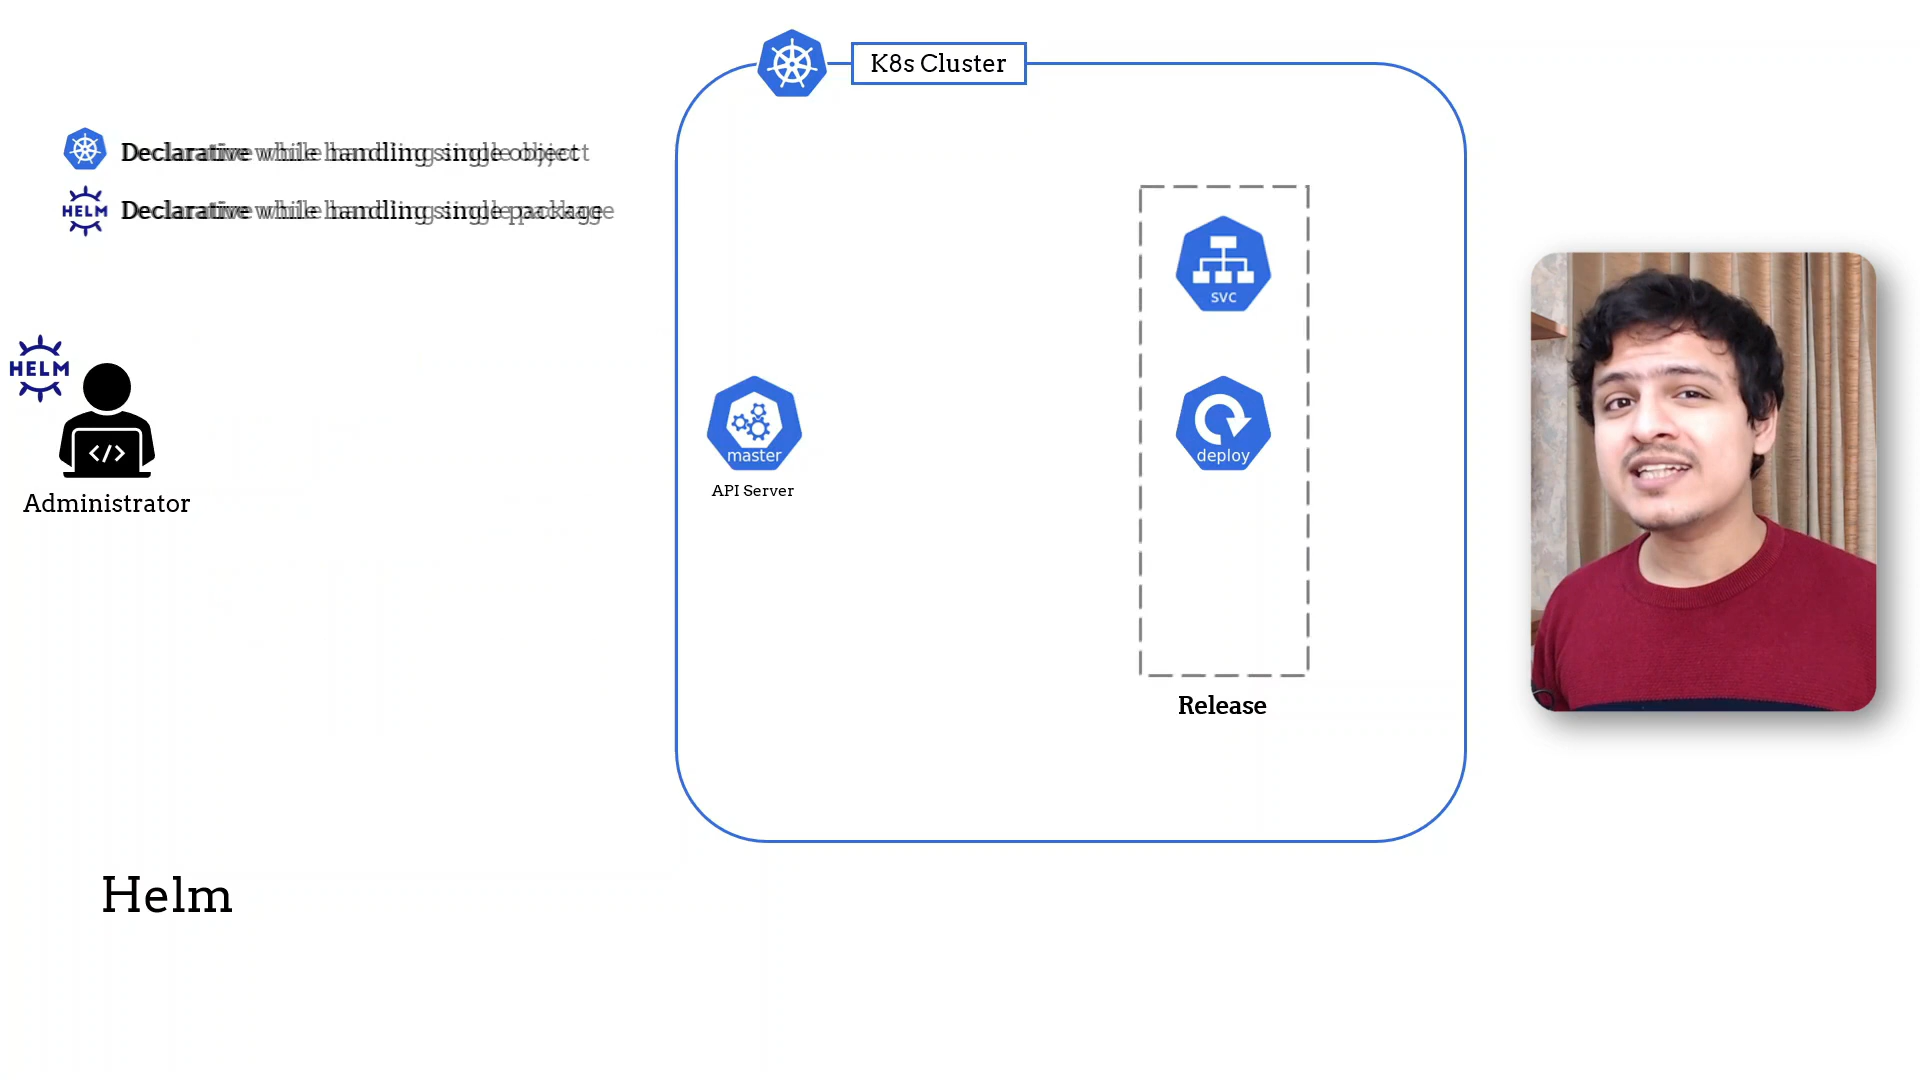 K8s Cluster
Declarative while handling single object
HELM
Declarative while handling single package
svc
HELM
</>
Administrator
master
API Server
deploy
Release
Helm